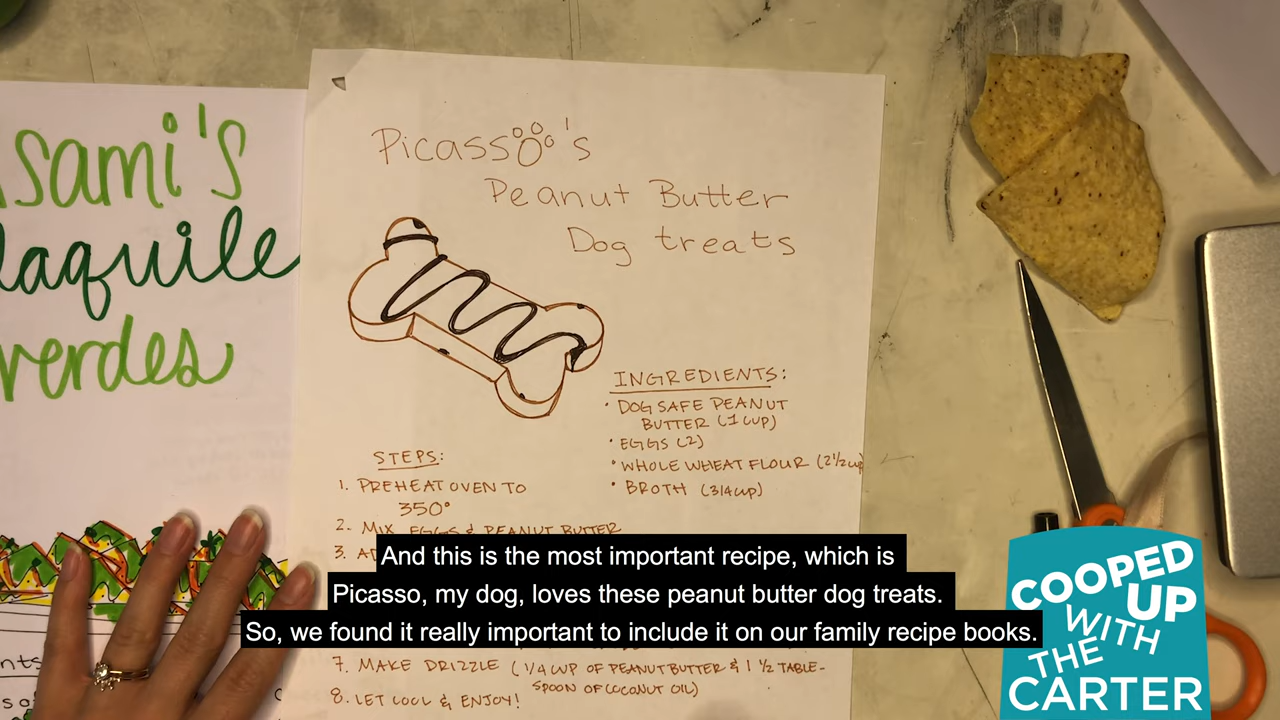 sami's
laquile
verdes
Picasso's
Peanut Butter
Dog treats
INGREDIENTS:
• DOG SAFE PEANUT
BUTTER (1 CUP)
• EGGS (2)
• WHOLE WHEAT FLOUR (2 1/2 cup)
• BROTH (3/4 cup)
STEPS:
1. PREHEAT OVEN TO
350°
2. MIX EGGS & PEANUT BUTTER
3.
And this is the most important recipe, which is
Picasso, my dog, loves these peanut butter dog treats.
So, we found it really important to include it on our family recipe books.
7. MAKE DRIZZLE (1/4 CUP OF PEANUT BUTTER & 1 1/2 TABLE-
SPOON OF COCONUT OIL)
8. LET COOL & ENJOY!
COOPED
UP
WITH
THE
CARTER